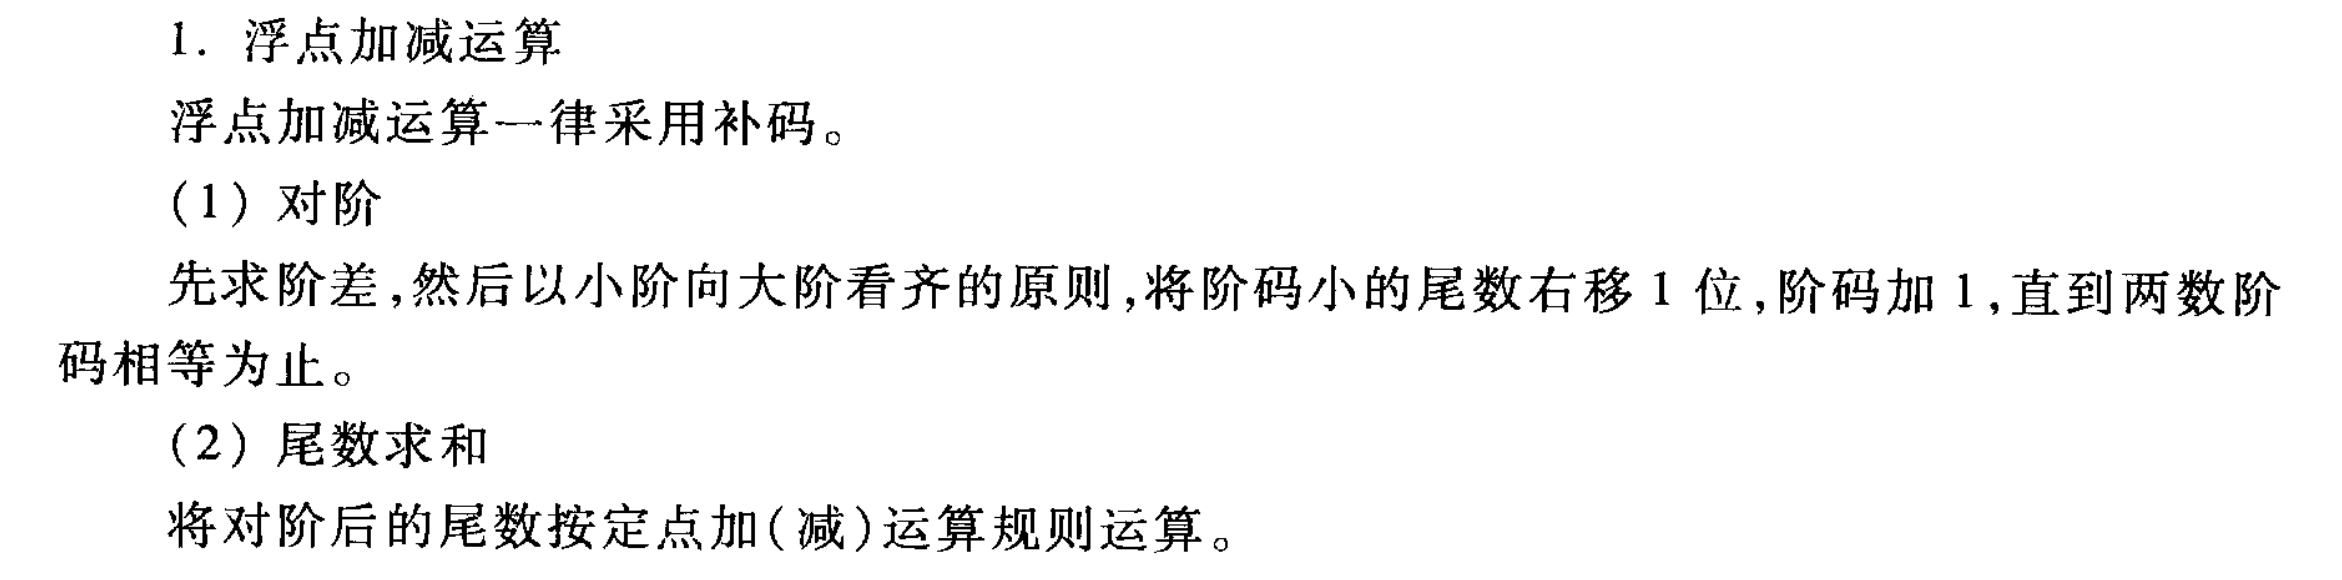 1. 浮点加减运算
浮点加减运算一律采用补码。
(1) 对阶
先求阶差,然后以小阶向大阶看齐的原则,将阶码小的尾数右移 1 位,阶码加 1,直到两数阶
码相等为止。
(2) 尾数求和
将对阶后的尾数按定点加(减)运算规则运算。